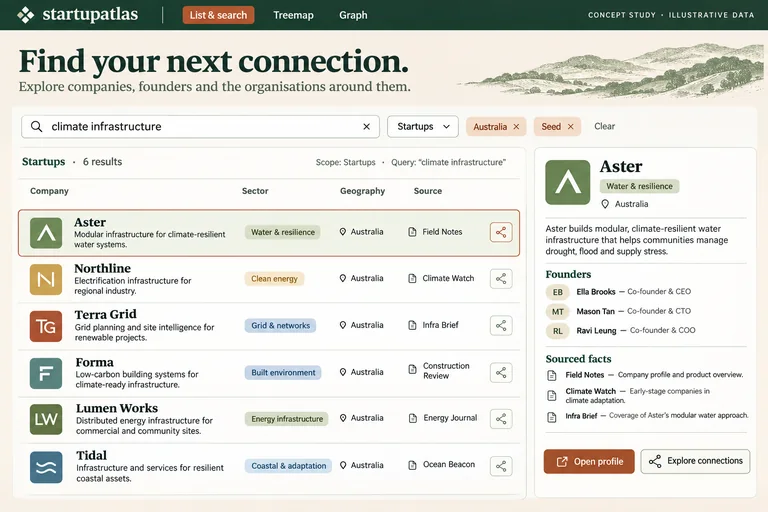 startupatlas
List & search
Treemap
Graph
CONCEPT STUDY • ILLUSTRATIVE DATA
Find your next connection.
Explore companies, founders and the organisations around them.
climate infrastructure ×
Startups
Australia ×
Seed ×
Clear
Startups · 6 results
Scope: Startups • Query: “climate infrastructure”
Company Sector Geography Source
Aster
Modular infrastructure for climate-resilient
water systems.
Water & resilience
Australia
Field Notes
Northline
Electrification infrastructure for
regional industry.
Clean energy
Australia
Climate Watch
TG
Terra Grid
Grid planning and site intelligence for
renewable projects.
Grid & networks
Australia
Infra Brief
F
Forma
Low-carbon building systems for
climate-ready infrastructure.
Built environment
Australia
Construction
Review
LW
Lumen Works
Distributed energy infrastructure for
commercial and community sites.
Energy infrastructure
Australia
Energy Journal
Tidal
Infrastructure and services for resilient
coastal assets.
Coastal & adaptation
Australia
Ocean Beacon
Aster
Water & resilience
Australia
Aster builds modular, climate-resilient water
infrastructure that helps communities manage
drought, flood and supply stress.
Founders
EB Ella Brooks — Co-founder & CEO
MT Mason Tan — Co-founder & CTO
RL Ravi Leung — Co-founder & COO
Sourced facts
Field Notes — Company profile and product overview.
Climate Watch — Early-stage companies in
climate adaptation.
Infra Brief — Coverage of Aster’s modular water approach.
Open profile
Explore connections